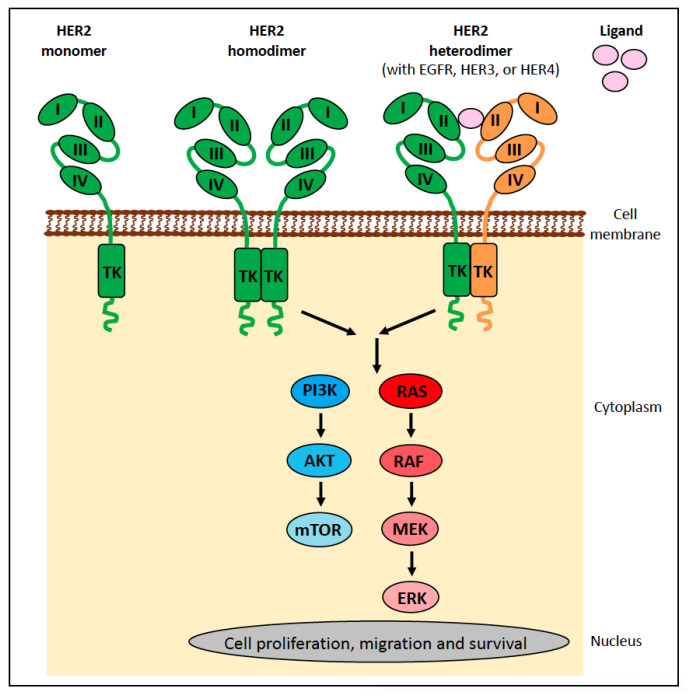 HER2
monomer
HER2
homodimer
HER2
heterodimer
(with EGFR, HER3, or HER4)
Ligand
I
II
III
IV
TK
I
II
III
IV
TK
I
II
III
IV
TK
I
II
III
IV
TK
I
II
III
IV
TK
Cell
membrane
PI3K
RAS
Cytoplasm
AKT
RAF
mTOR
MEK
ERK
Cell proliferation, migration and survival
Nucleus